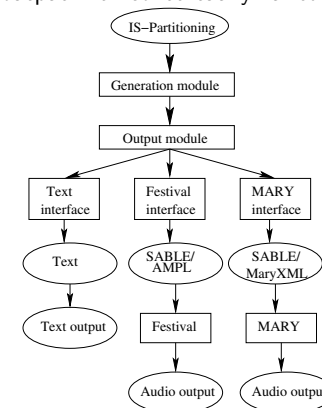 IS−Partitioning
Generation module
Output module
Text
interface
Festival
interface
MARY
interface
Text
SABLE/
AMPL
SABLE/
MaryXML
Text output
Festival
MARY
Audio output
Audio output